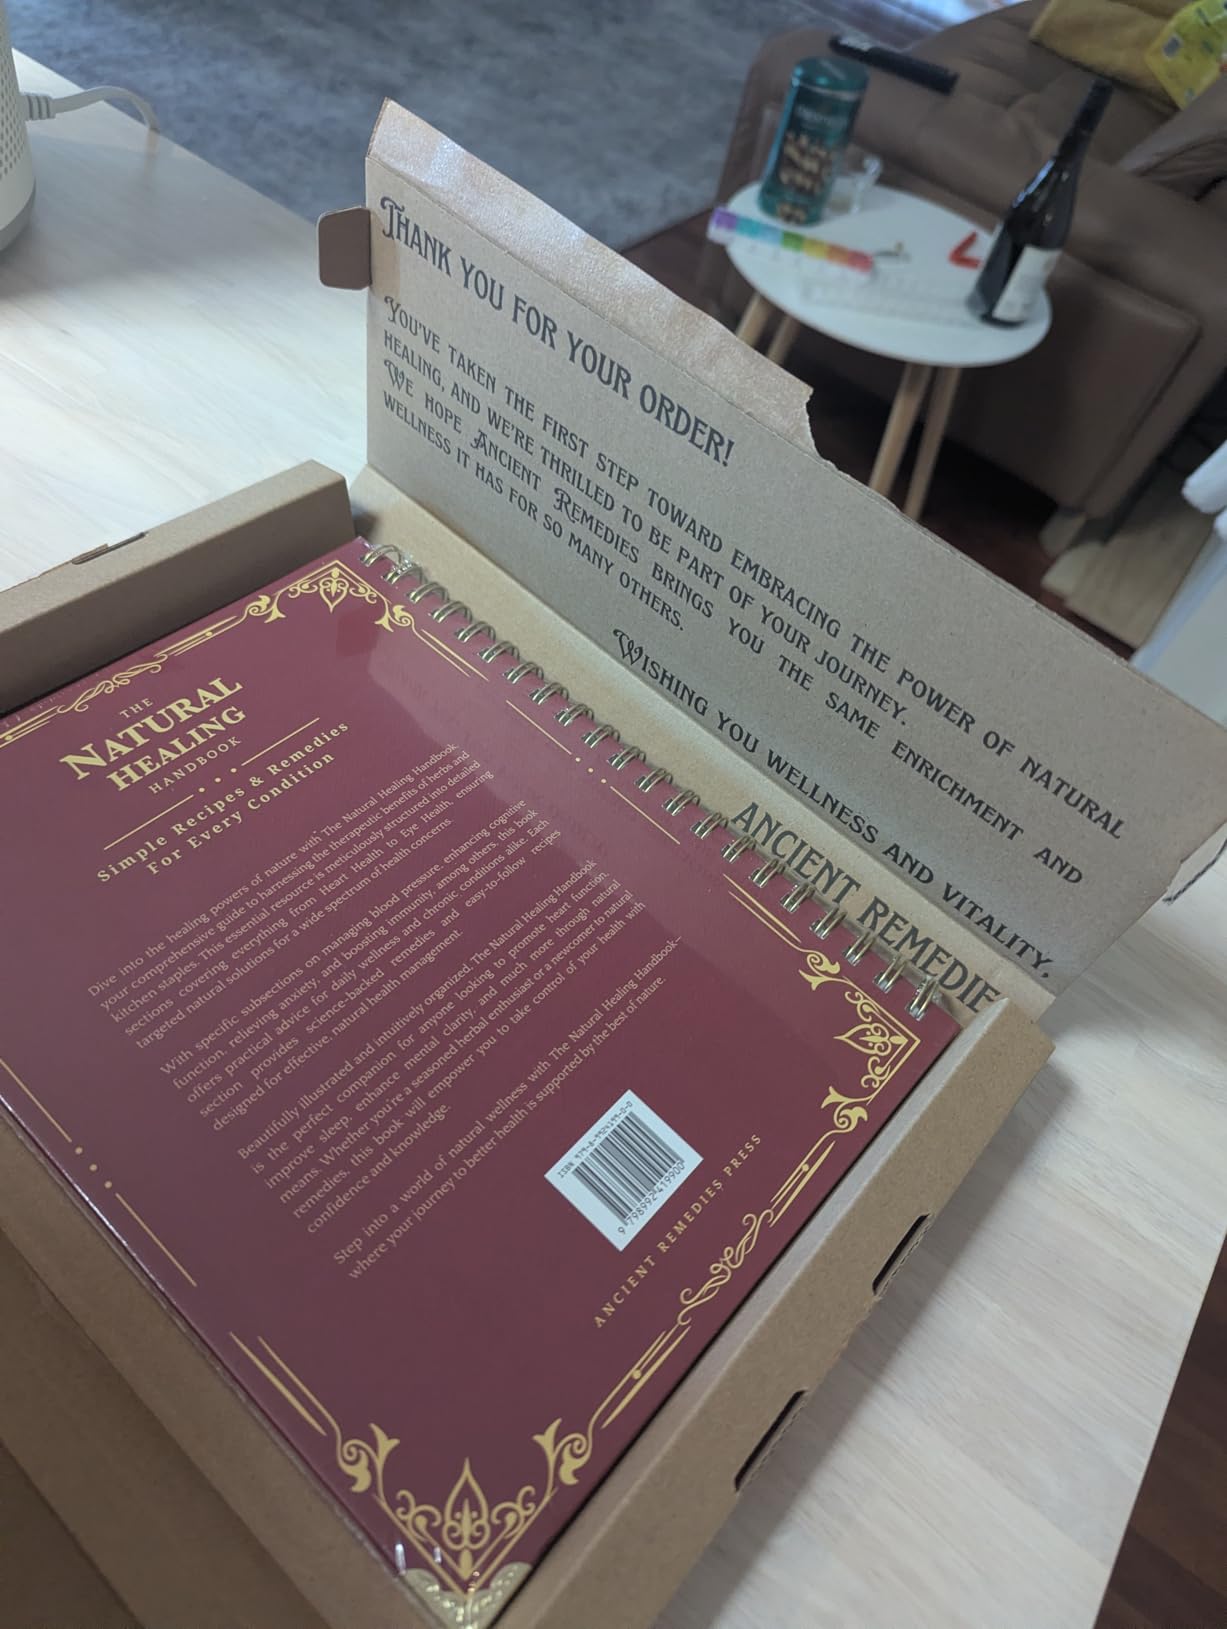 THANK YOU FOR YOUR ORDER!
YOU'VE TAKEN THE FIRST STEP TOWARD EMBRACING THE POWER OF NATURAL
HEALING, AND WE'RE THRILLED TO BE PART OF YOUR JOURNEY.
WE HOPE ANCIENT REMEDIES BRINGS YOU THE SAME ENRICHMENT AND
WELLNESS IT HAS FOR SO MANY OTHERS.
WISHING YOU WELLNESS AND VITALITY,
ANCIENT REMEDIE
THE
NATURAL
HEALING
HANDBOOK
Simple Recipes & Remedies
For Every Condition
Dive into the healing powers of nature with The Natural Healing Handbook
your comprehensive guide to harnessing the therapeutic benefits of herbs and
kitchen staples. This essential resource is meticulously structured into detailed
sections covering everything from Heart Health to Eye Health, ensuring
targeted natural solutions for a wide spectrum of health concerns.
With specific subsections on managing blood pressure, enhancing cognitive
function, relieving anxiety, and boosting immunity, among others, this book
offers practical advice for daily wellness and chronic conditions alike. Each
section provides science-backed remedies and easy-to-follow recipes
designed for effective, natural health management.
Beautifully illustrated and intuitively organized, The Natural Healing Handbook
is the perfect companion for anyone looking to promote heart function,
improve sleep, enhance mental clarity, and much more through natural
means. Whether you're a seasoned herbal enthusiast or a newcomer to natural
remedies, this book will empower you to take control of your health with
confidence and knowledge.
Step into a world of natural wellness with The Natural Healing Handbook—
where your journey to better health is supported by the best of nature.
ISBN 979-8-9924199-0-0
9 798992 419900
ANCIENT REMEDIES PRESS